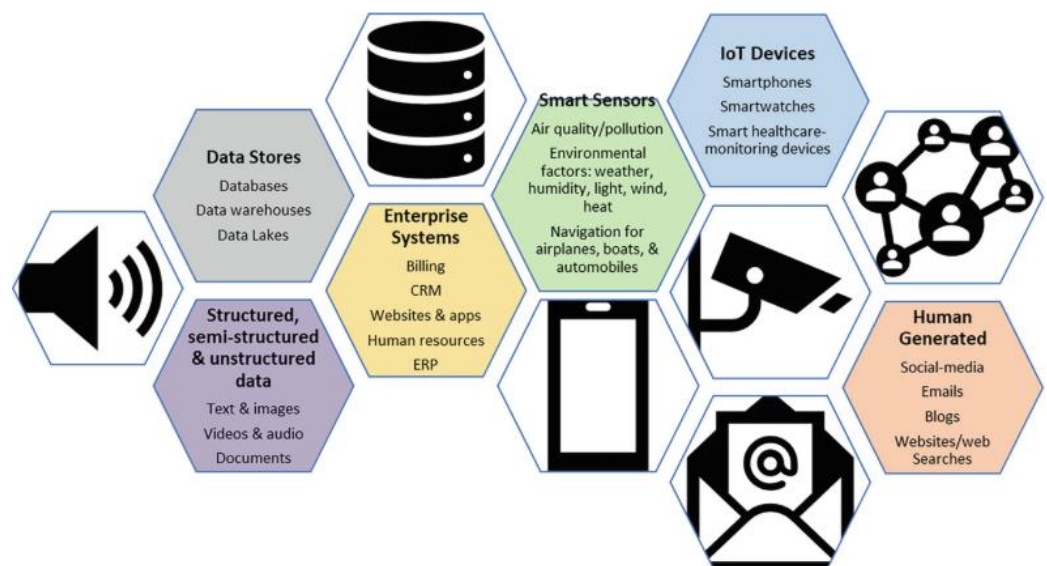 Data Stores
Databases
Data warehouses
Data Lakes
Structured,
semi-structured
& unstructured
data
Text & images
Videos & audio
Documents
Enterprise
Systems
Billing
CRM
Websites & apps
Human resources
ERP
Smart Sensors
Air quality/pollution
Environmental
factors: weather,
humidity, light, wind,
heat
Navigation for
airplanes, boats, &
automobiles
IoT Devices
Smartphones
Smartwatches
Smart healthcare-
monitoring devices
@
Human
Generated
Social-media
Emails
Blogs
Websites/web
Searches